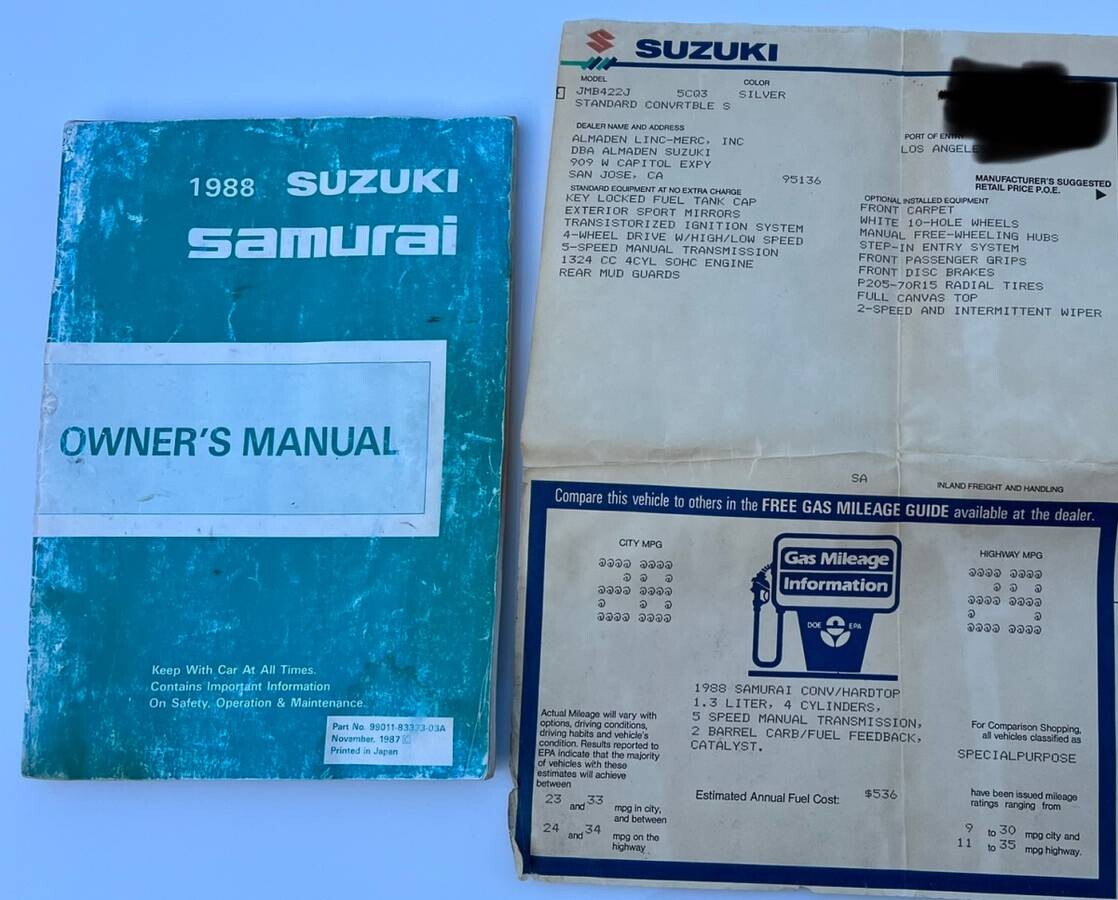 1988 SUZUKI
SAMURAI
OWNER'S MANUAL
Keep With Car At All Times.
Contains Important Information
On Safety, Operation & Maintenance.
Part No.
November, 1987
Printed in Japan
SUZUKI
MODEL
COLOR
JMB422J 5CQ3 SILVER
STANDARD CONVRTBLE S
DEALER NAME AND ADDRESS
ALMADEN LINC-MERC, INC
DBA ALMADEN SUZUKI
909 W CAPITOL EXPY
SAN JOSE, CA 95136
PORT OF ENTRY
LOS ANGELE
MANUFACTURER'S SUGGESTED
RETAIL PRICE P.O.E.
STANDARD EQUIPMENT AT NO EXTRA CHARGE
KEY LOCKED FUEL TANK CAP
EXTERIOR SPORT MIRRORS
TRANSISTORIZED IGNITION SYSTEM
4-WHEEL DRIVE W/HIGH/LOW SPEED
5-SPEED MANUAL TRANSMISSION
1324 CC 4CYL SOHC ENGINE
REAR MUD GUARDS
OPTIONAL INSTALLED EQUIPMENT
FRONT CARPET
WHITE 10-HOLE WHEELS
MANUAL FREE-WHEELING HUBS
STEP-IN ENTRY SYSTEM
FRONT PASSENGER GRIPS
FRONT DISC BRAKES
P205-70R15 RADIAL TIRES
FULL CANVAS TOP
2-SPEED AND INTERMITTENT WIPER
SA
INLAND FREIGHT AND HANDLING
Compare this vehicle to others in the FREE GAS MILEAGE GUIDE available at the dealer.
CITY MPG
28
Gas Mileage
Information
DOE EPA
HIGHWAY MPG
29
1988 SAMURAI CONV/HARDTOP
1.3 LITER, 4 CYLINDERS,
5 SPEED MANUAL TRANSMISSION,
2 BARREL CARB/FUEL FEEDBACK,
CATALYST.
Estimated Annual Fuel Cost: $536
Actual Mileage will vary with
options, driving conditions,
driving habits and vehicle's
condition. Results reported to
EPA indicate that the majority
of vehicles with these
estimates will achieve
between
23 and 33 mpg in city,
and between
24 and 34 mpg on the
highway
For Comparison Shopping,
all vehicles classified as
SPECIALPURPOSE
have been issued mileage
ratings ranging from
9 to 30 mpg city and
11 to 35 mpg highway.